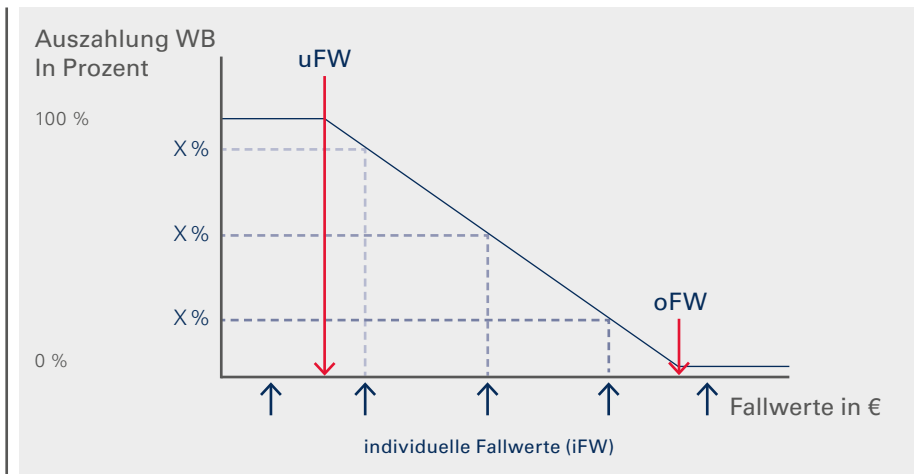 Auszahlung WB
In Prozent
uFW
100 %
X %
X %
oFW
X %
0 %
Fallwerte in €
individuelle Fallwerte (iFW)